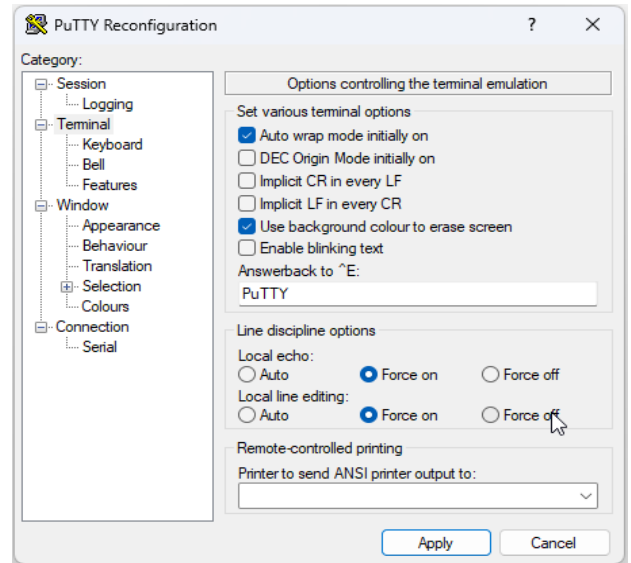 PuTTY Reconfiguration
Category:
Session
Logging
Terminal
Keyboard
Bell
Features
Window
Appearance
Behaviour
Translation
Selection
Colours
Connection
Serial
Options controlling the terminal emulation
Set various terminal options
Auto wrap mode initially on
DEC Origin Mode initially on
Implicit CR in every LF
Implicit LF in every CR
Use background colour to erase screen
Enable blinking text
Answerback to ^E:
PuTTY
Line discipline options
Local echo:
Auto Force on Force off
Local line editing:
Auto Force on Force off
Remote-controlled printing
Printer to send ANSI printer output to:
Apply Cancel